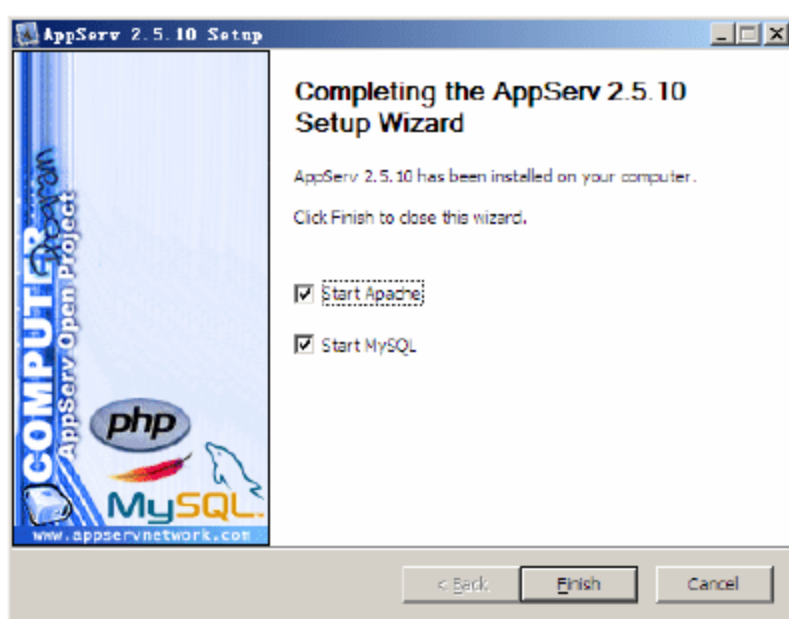 AppServ 2.5.10 Setup
Completing the AppServ 2.5.10
Setup Wizard
AppServ 2.5.10 has been installed on your computer.
Click Finish to close this wizard.
Start Apache
Start MySQL
COMPUTER
Program
AppServ Open Project
php
MySQL
www.appservnetwork.com
< Back
Finish
Cancel